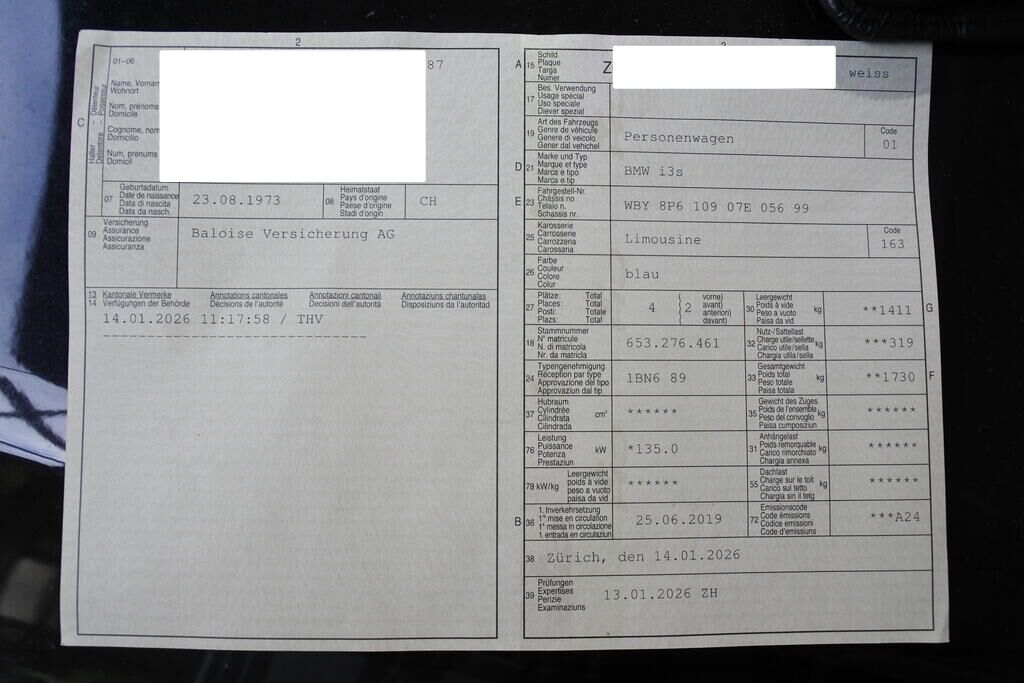 2
01-06
87
C
Halter – Détenteur
Detentore – Possessur
Name, Vornam
Wohnort
Nom, prénoms
Domicile
Cognome, nom
Domicilio
Num, prenums
Domicil
07
Geburtsdatum
Date de naissance
Data di nascita
Data da nasch.
23.08.1973
08
Heimatstaat
Pays d'origine
Paese d'origine
Stadi d'origin
CH
09
Versicherung
Assurance
Assicurazione
Assicuranza
Baloise Versicherung AG
13
14
Kantonale Vermerke
Verfügungen der Behörde
Annotations cantonales
Décisions de l'autorité
Annotazioni cantonali
Decisioni dell'autorità
Annotaziuns chantunalas
Disposiziuns da l'autoritad
14.01.2026 11:17:58 / THV
A
15
Schild
Plaque
Targa
Numer
Z
weiss
17
Bes. Verwendung
Usage spécial
Uso speciale
Diever spezial
19
Art des Fahrzeugs
Genre de véhicule
Genere di veicolo
Gener dal vehichel
Personenwagen
Code
01
D
21
Marke und Typ
Marque et type
Marca e tipo
Marca e tip
BMW i3s
E
23
Fahrgestell-Nr.
Châssis no
Telaio n.
Schassis nr.
WBY 8P6 109 07E 056 99
25
Karosserie
Carrosserie
Carrozzeria
Carossaria
Limousine
Code
163
26
Farbe
Couleur
Colore
Colur
blau
27
Plätze: Total
Places: Total
Posti: Totale
Plazs: Total
4
2
vorne)
avant)
anteriori)
davant)
30
Leergewicht
Poids à vide
Peso a vuoto
Paisa da vid
kg
**1411
G
18
Stammnummer
N° matricule
N. di matricola
Nr. da matricla
653.276.461
32
Nutz-/Sattellast
Charge utile/sellette
Carico utile/sella
Chargia utila/sella
kg
***319
24
Typengenehmigung
Réception par type
Approvazione del tipo
Approvaziun dal tip
1BN6 89
33
Gesamtgewicht
Poids total
Peso totale
Paisa totala
kg
**1730
F
37
Hubraum
Cylindrée
Cilindrata
Cilindrada
cm³
******
35
Gewicht des Zuges
Poids de l'ensemble
Peso del convoglio
Paisa cumposiziun
kg
******
76
Leistung
Puissance
Potenza
Prestaziun
kW
*135.0
31
Anhängelast
Poids remorquable
Carico rimorchiato
Chargia annexa
kg
******
78 kW/kg
Leergewicht
poids à vide
peso a vuoto
paisa da vid
******
55
Dachlast
Charge sur le toit
Carico sul tetto
Chargia sin il tetg
kg
******
B
36
1. Inverkehrsetzung
1re mise en circulation
1a messa in circolazione
1. entrada en circulaziun
25.06.2019
72
Emissionscode
Code émissions
Codice emissioni
Code d'emissiuns
***A24
38
Zürich, den 14.01.2026
39
Prüfungen
Expertises
Perizie
Examinaziuns
13.01.2026 ZH